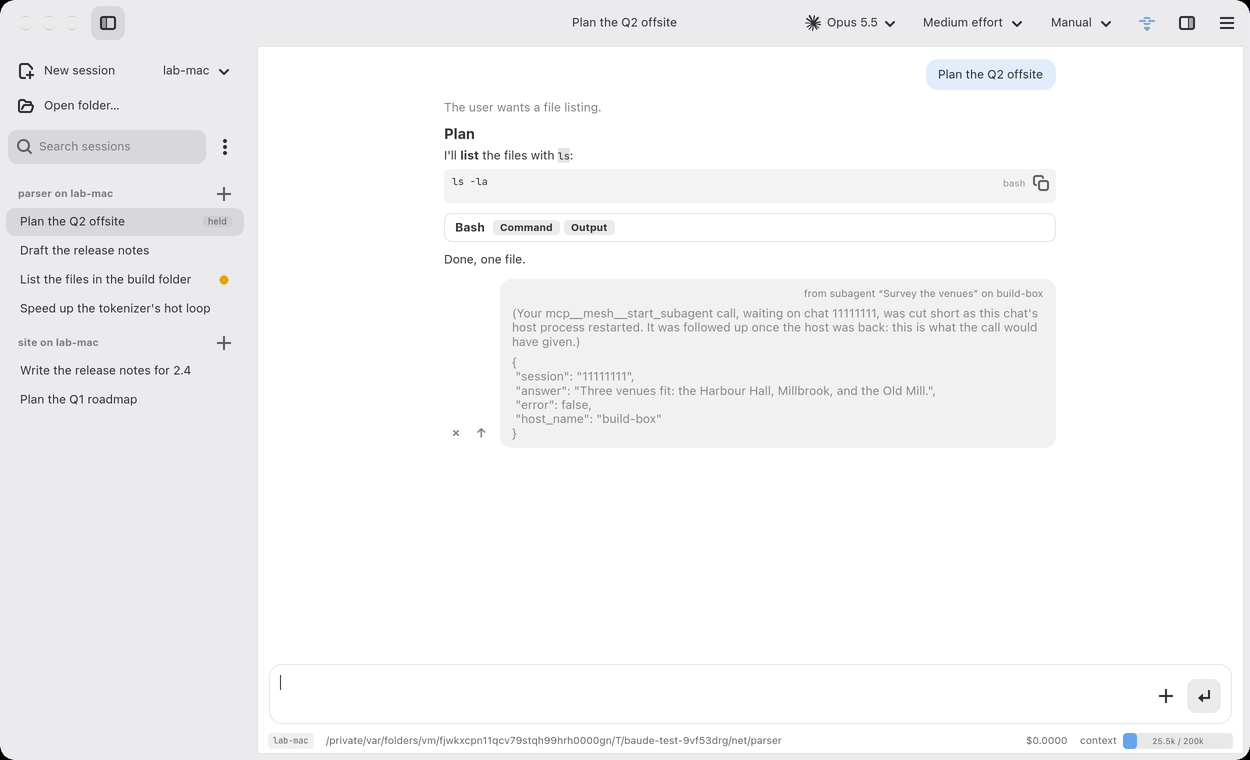 Plan the Q2 offsite
Opus 5.5
Medium effort
Manual
New session
lab-mac
Open folder...
Search sessions
parser on lab-mac
Plan the Q2 offsite
held
Draft the release notes
List the files in the build folder
Speed up the tokenizer's hot loop
site on lab-mac
Write the release notes for 2.4
Plan the Q1 roadmap
Plan the Q2 offsite
The user wants a file listing.
Plan
I'll list the files with ls:
ls -la
bash
Bash Command Output
Done, one file.
from subagent “Survey the venues” on build-box
(Your mcp__mesh__start_subagent call, waiting on chat 11111111, was cut short as this chat's
host process restarted. It was followed up once the host was back: this is what the call would
have given.)
{
"session": "11111111",
"answer": "Three venues fit: the Harbour Hall, Millbrook, and the Old Mill.",
"error": false,
"host_name": "build-box"
}
lab-mac
/private/var/folders/vm/fjwkxcpn11qcv79stqh99hrh0000gn/T/baude-test-9vf53drg/net/parser
$0.0000
context
25.5k / 200k